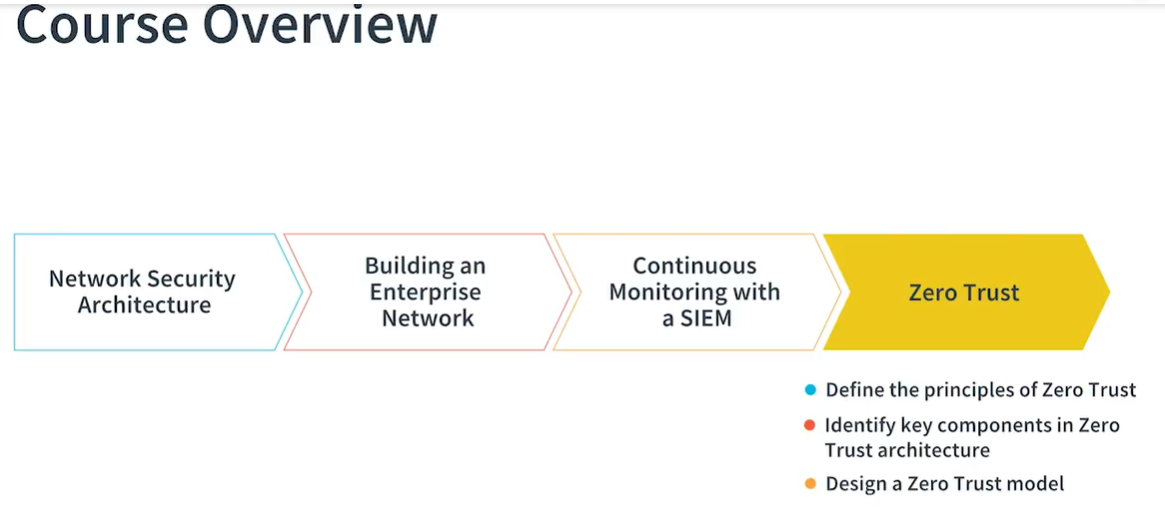 Course Overview
Network Security
Architecture
Building an
Enterprise
Network
Continuous
Monitoring with
a SIEM
Zero Trust
Define the principles of Zero Trust
Identify key components in Zero
Trust architecture
Design a Zero Trust model